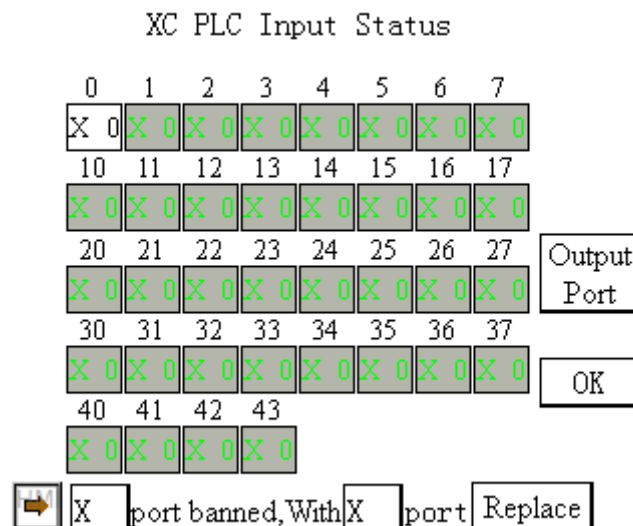 XC PLC Input Status
0 1 2 3 4 5 6 7
X 0 X 0 X 0 X 0 X 0 X 0 X 0 X 0
10 11 12 13 14 15 16 17
X 0 X 0 X 0 X 0 X 0 X 0 X 0 X 0
20 21 22 23 24 25 26 27
X 0 X 0 X 0 X 0 X 0 X 0 X 0 X 0
Output
Port
30 31 32 33 34 35 36 37
X 0 X 0 X 0 X 0 X 0 X 0 X 0 X 0
OK
40 41 42 43
X 0 X 0 X 0 X 0
HM X port banned,With X port Replace